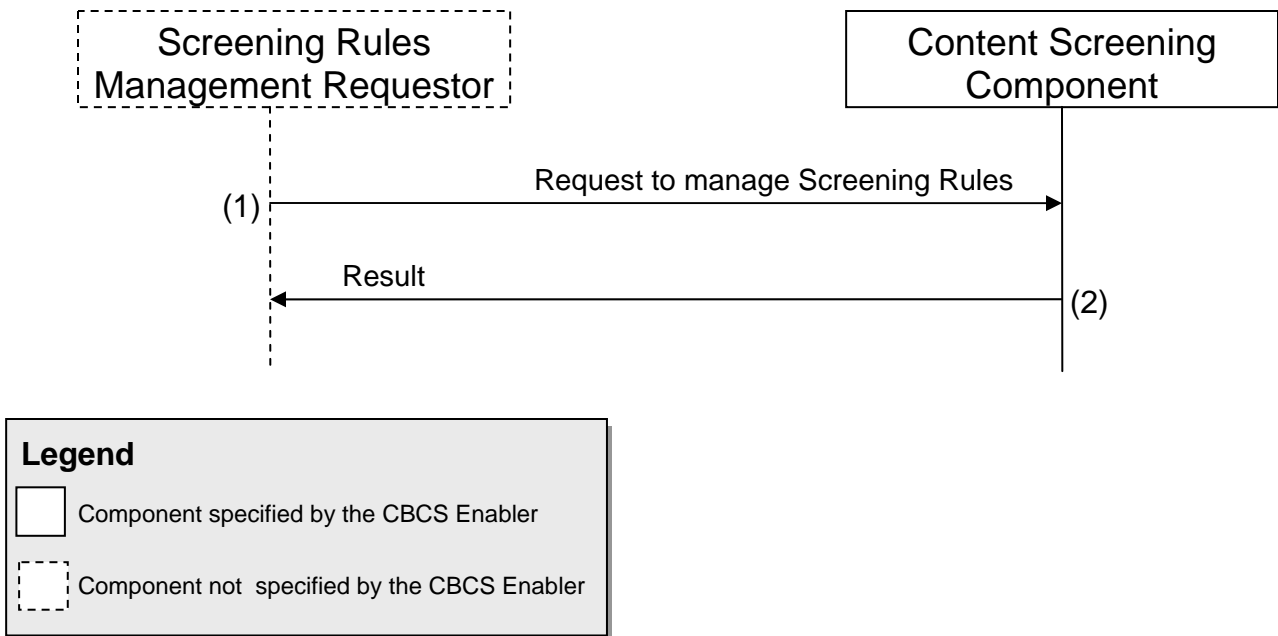 Screening Rules
Management Requestor
Content Screening
Component
Request to manage Screening Rules
(1)
Result
(2)
Legend
Component specified by the CBCS Enabler
Component not specified by the CBCS Enabler